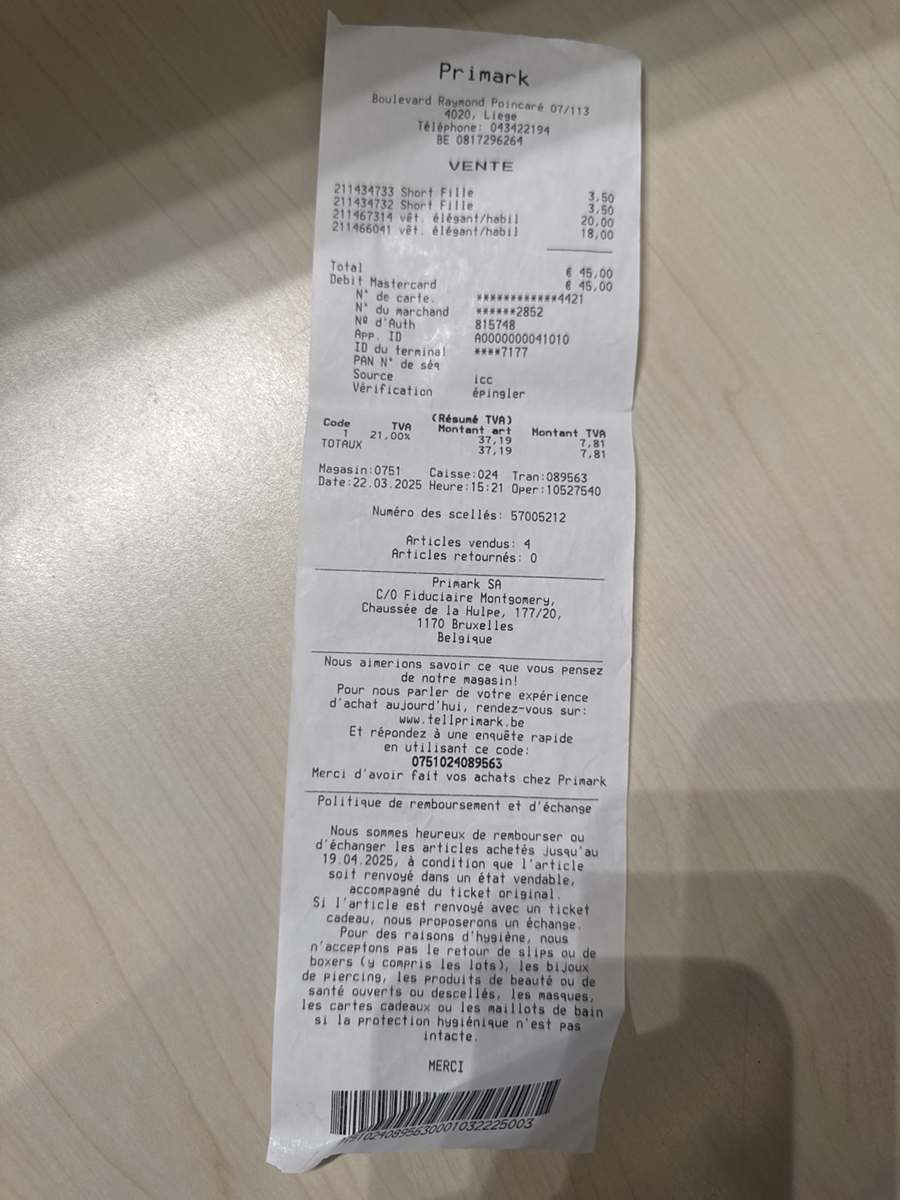 Primark
Boulevard Raymond Poincaré 07/113
4020, Liege
Téléphone: 043422194
BE 0817296264
VENTE
211434733 Short Fille 3,50
211434732 Short Fille 3,50
211467314 vêt. élégant/habil 20,00
211466041 vêt. élégant/habil 18,00
Total € 45,00
Debit Mastercard € 45,00
N° de carte. ************4421
N° du marchand ******2852
Nº d'Auth 815748
App. ID A0000000041010
ID du terminal ****7177
PAN N° de séq
Source icc
Vérification épingler
(Résumé TVA)
Code TVA Montant art Montant TVA
1 21,00% 37,19 7,81
TOTAUX 37,19 7,81
Magasin:0751 Caisse:024 Tran:089563
Date:22.03.2025 Heure:15:21 Oper:10527540
Numéro des scellés: 57005212
Articles vendus: 4
Articles retournés: 0
Primark SA
C/O Fiduciaire Montgomery,
Chaussée de la Hulpe, 177/20,
1170 Bruxelles
Belgique
Nous aimerions savoir ce que vous pensez
de notre magasin!
Pour nous parler de votre expérience
d'achat aujourd'hui, rendez-vous sur:
www.tellprimark.be
Et répondez à une enquête rapide
en utilisant ce code:
0751024089563
Merci d'avoir fait vos achats chez Primark
Politique de remboursement et d'échange
Nous sommes heureux de rembourser ou
d'échanger les articles achetés jusqu'au
19.04.2025, à condition que l'article
soit renvoyé dans un état vendable,
accompagné du ticket original.
Si l'article est renvoyé avec un ticket
cadeau, nous proposerons un échange.
Pour des raisons d'hygiène, nous
n'acceptons pas le retour de slips ou de
boxers (y compris les lots), les bijoux
de piercing, les produits de beauté ou de
santé ouverts ou descellés, les masques,
les cartes cadeaux ou les maillots de bain
si la protection hygiénique n'est pas
intacte.
MERCI